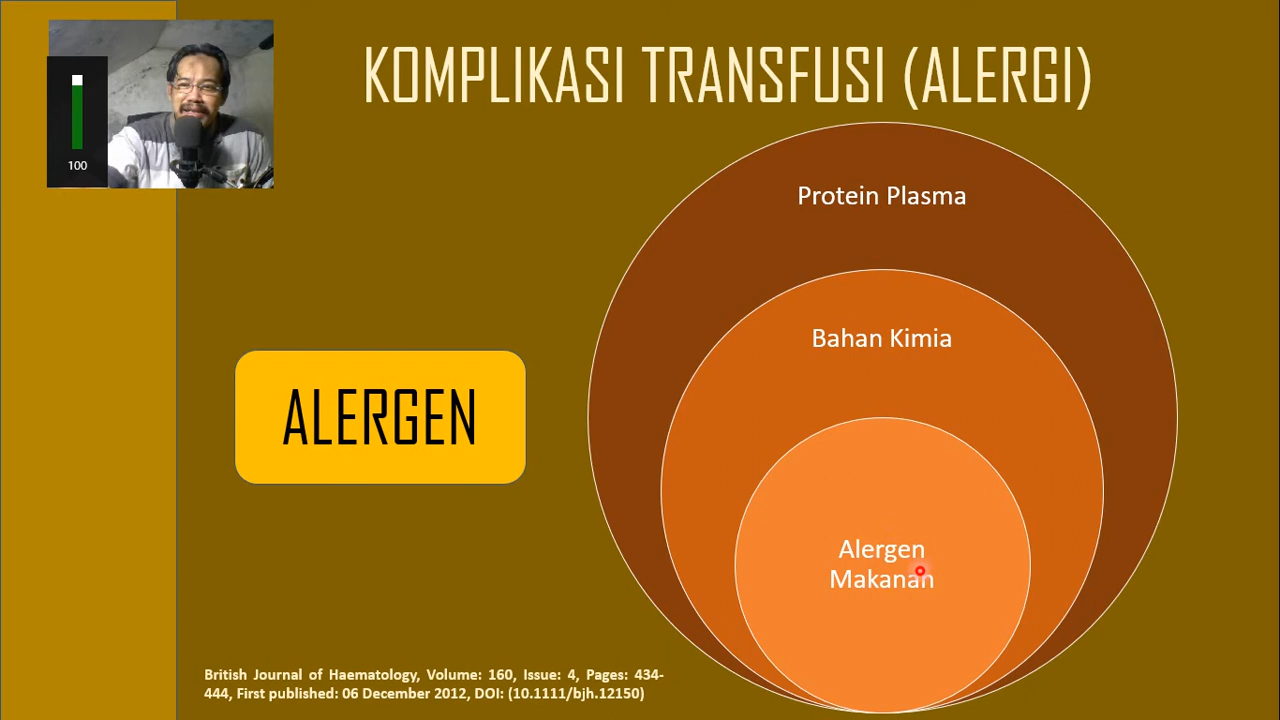 KOMPLIKASI TRANSFUSI (ALERGI)
100
Protein Plasma
Bahan Kimia
ALERGEN
Alergen
Makanan
British Journal of Haematology, Volume: 160, Issue: 4, Pages: 434-
444, First published: 06 December 2012, DOI: (10.1111/bjh.12150)